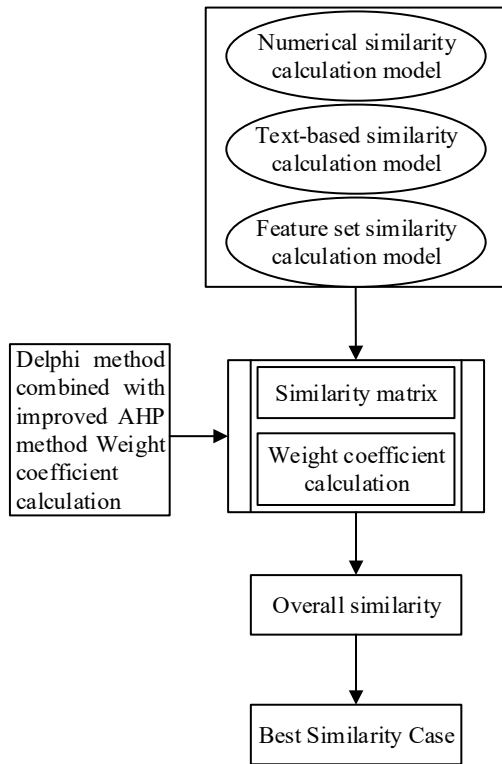 Numerical similarity
calculation model
Text-based similarity
calculation model
Feature set similarity
calculation model
Delphi method
combined with
improved AHP
method Weight
coefficient
calculation
Similarity matrix
Weight coefficient
calculation
Overall similarity
Best Similarity Case